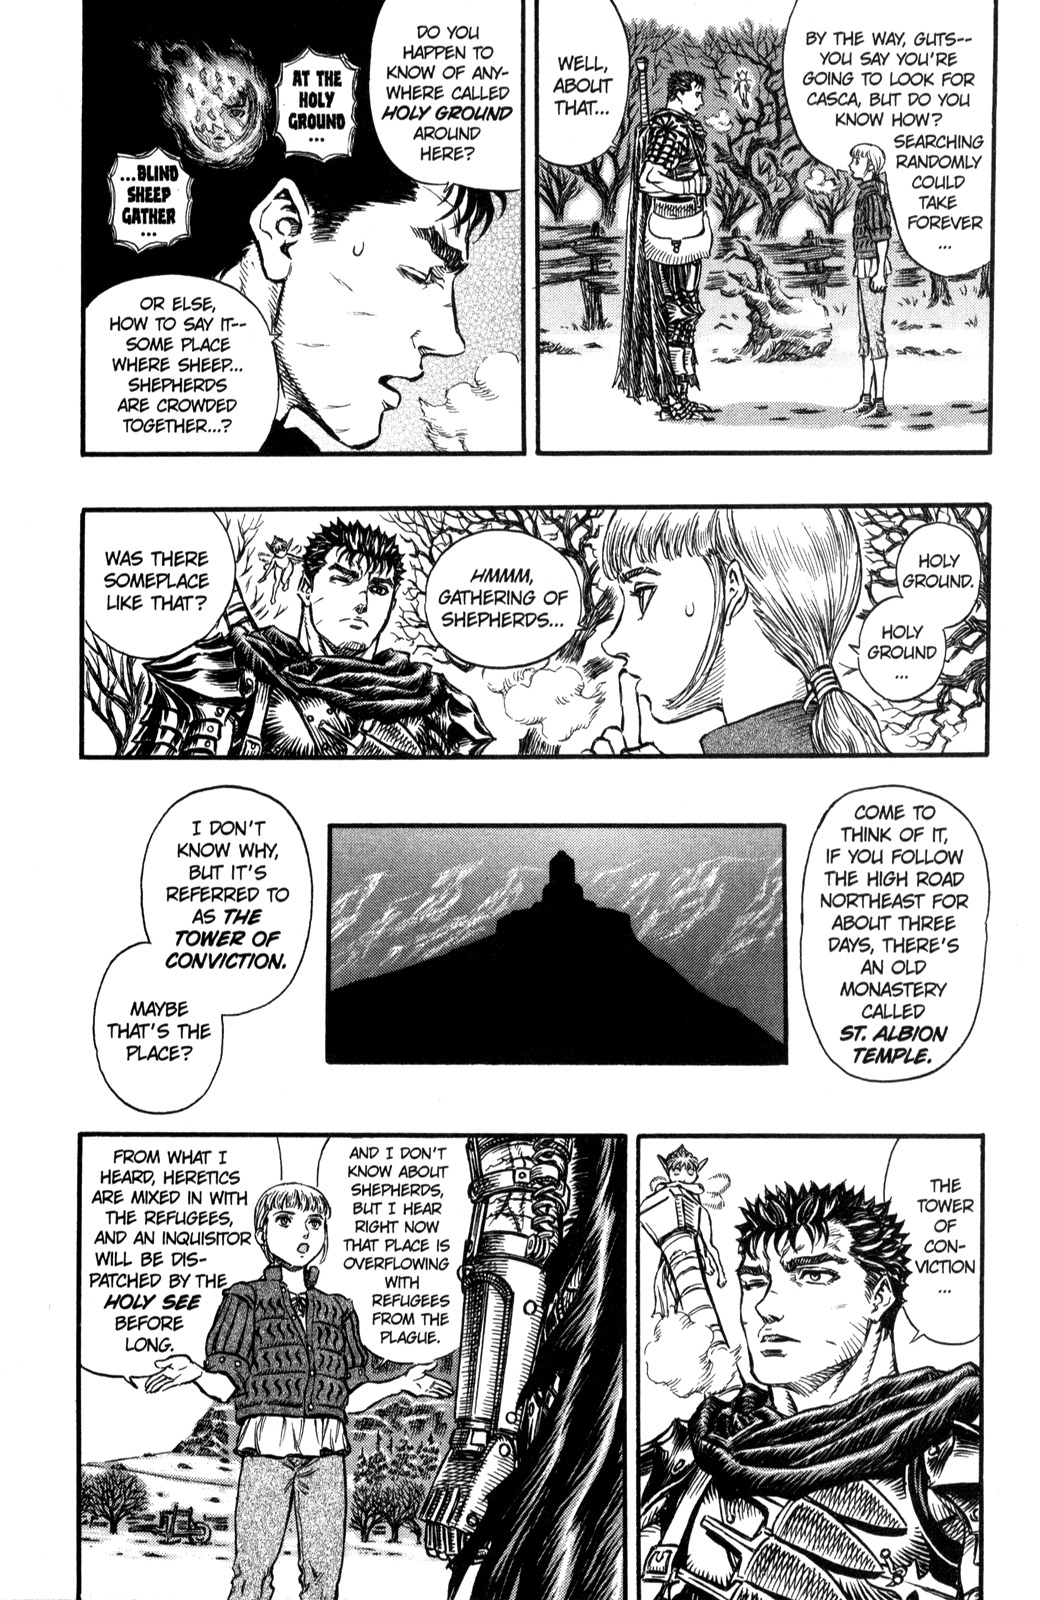 BY THE WAY, GUTS--
YOU SAY YOU'RE
GOING TO LOOK FOR
CASCA, BUT DO YOU
KNOW HOW?
SEARCHING
RANDOMLY
COULD
TAKE
FOREVER
...
WELL,
ABOUT
THAT...
DO YOU
HAPPEN TO
KNOW OF ANY-
WHERE CALLED
HOLY GROUND
AROUND
HERE?
AT THE
HOLY
GROUND
...
...BLIND
SHEEP
GATHER
...
OR ELSE,
HOW TO SAY IT--
SOME PLACE
WHERE SHEEP...
SHEPHERDS
ARE CROWDED
TOGETHER...?
HOLY
GROUND.
HOLY
GROUND
...
HMMM,
GATHERING OF
SHEPHERDS...
WAS THERE
SOMEPLACE
LIKE THAT?
COME TO
THINK OF IT,
IF YOU FOLLOW
THE HIGH ROAD
NORTHEAST FOR
ABOUT THREE
DAYS, THERE'S
AN OLD
MONASTERY
CALLED
ST. ALBION
TEMPLE.
I DON'T
KNOW WHY,
BUT IT'S
REFERRED TO
AS THE
TOWER OF
CONVICTION.
MAYBE
THAT'S THE
PLACE?
THE
TOWER
OF
CON-
VICTION
...
AND I DON'T
KNOW ABOUT
SHEPHERDS,
BUT I HEAR
RIGHT NOW
THAT PLACE IS
OVERFLOWING
WITH
REFUGEES
FROM THE
PLAGUE.
FROM WHAT I
HEARD, HERETICS
ARE MIXED IN WITH
THE REFUGEES,
AND AN INQUISITOR
WILL BE DIS-
PATCHED BY THE
HOLY SEE
BEFORE
LONG.